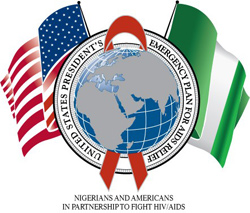 UNITED STATES PRESIDENT'S
EMERGENCY PLAN FOR AIDS RELIEF
NIGERIANS AND AMERICANS
IN PARTNERSHIP TO FIGHT HIV/AIDS